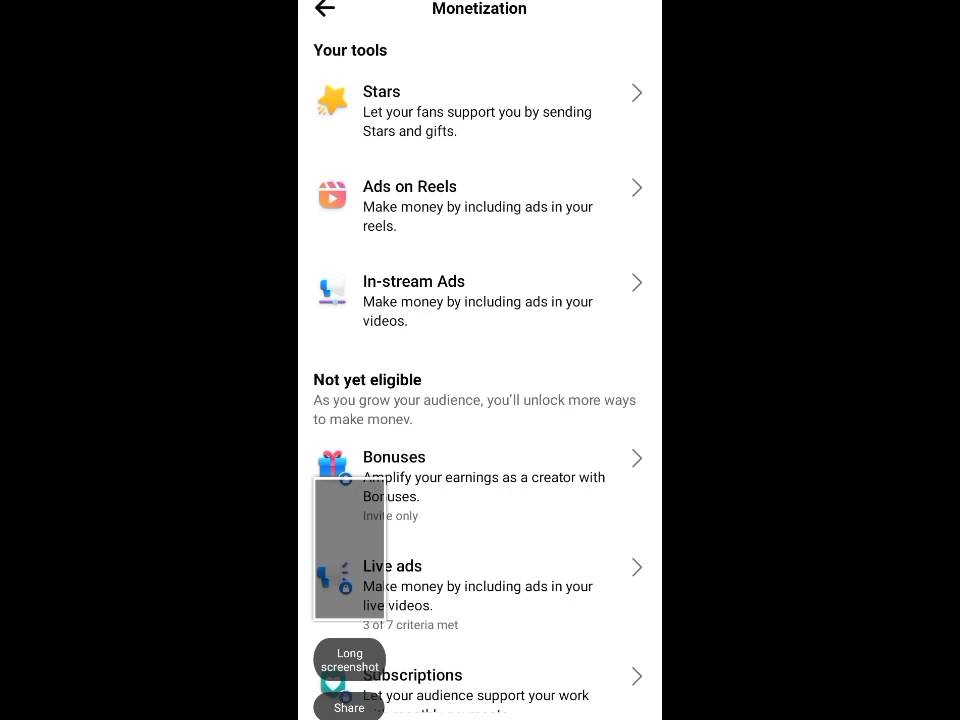 Monetization
Your tools
Stars
Let your fans support you by sending
Stars and gifts.
Ads on Reels
Make money by including ads in your
reels.
In-stream Ads
Make money by including ads in your
videos.
Not yet eligible
As you grow your audience, you'll unlock more ways
to make money.
Bonuses
Amplify your earnings as a creator with
Bonuses.
Invite only
Live ads
Make money by including ads in your
live videos.
3 of 7 criteria met
Long
screenshot
Subscriptions
Let your audience support your work
Share